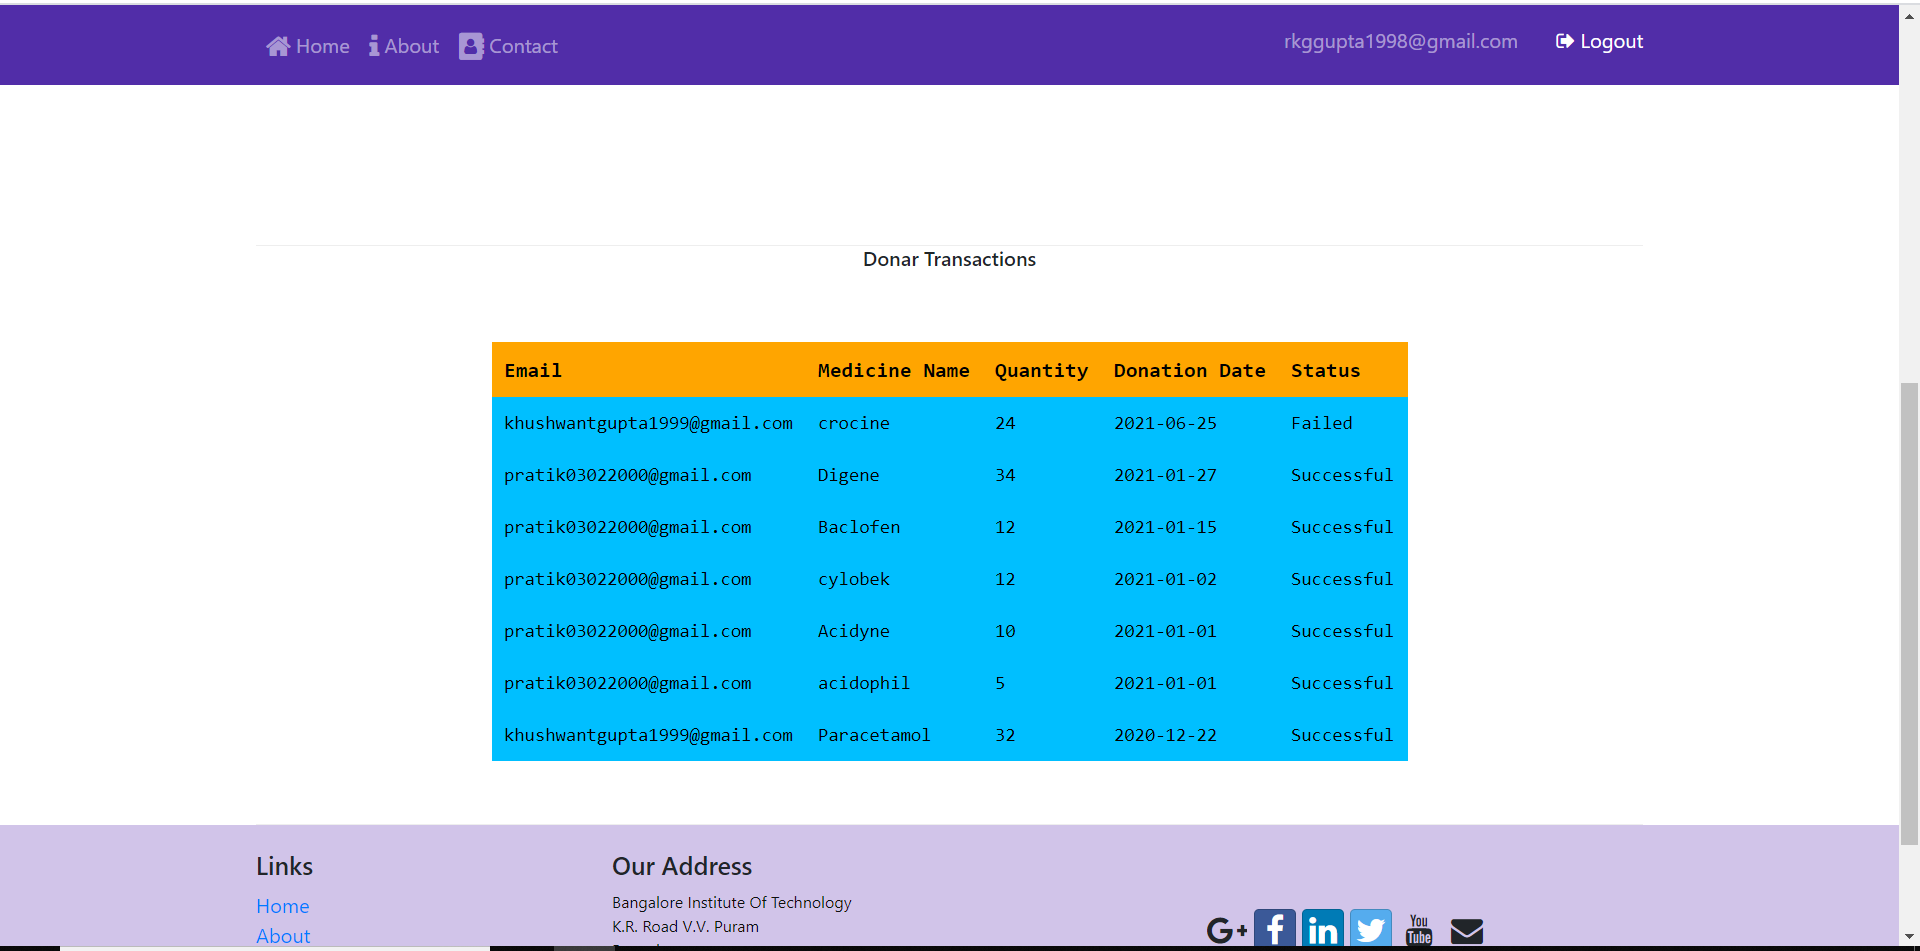 Home About Contact rkggupta1998@gmail.com Logout
Donar Transactions
Email Medicine Name Quantity Donation Date Status
khushwantgupta1999@gmail.com crocine 24 2021-06-25 Failed
pratik03022000@gmail.com Digene 34 2021-01-27 Successful
pratik03022000@gmail.com Baclofen 12 2021-01-15 Successful
pratik03022000@gmail.com cylobek 12 2021-01-02 Successful
pratik03022000@gmail.com Acidyne 10 2021-01-01 Successful
pratik03022000@gmail.com acidophil 5 2021-01-01 Successful
khushwantgupta1999@gmail.com Paracetamol 32 2020-12-22 Successful
Links Our Address
Home Bangalore Institute Of Technology
K.R. Road V.V. Puram
About G+ f in You Tube